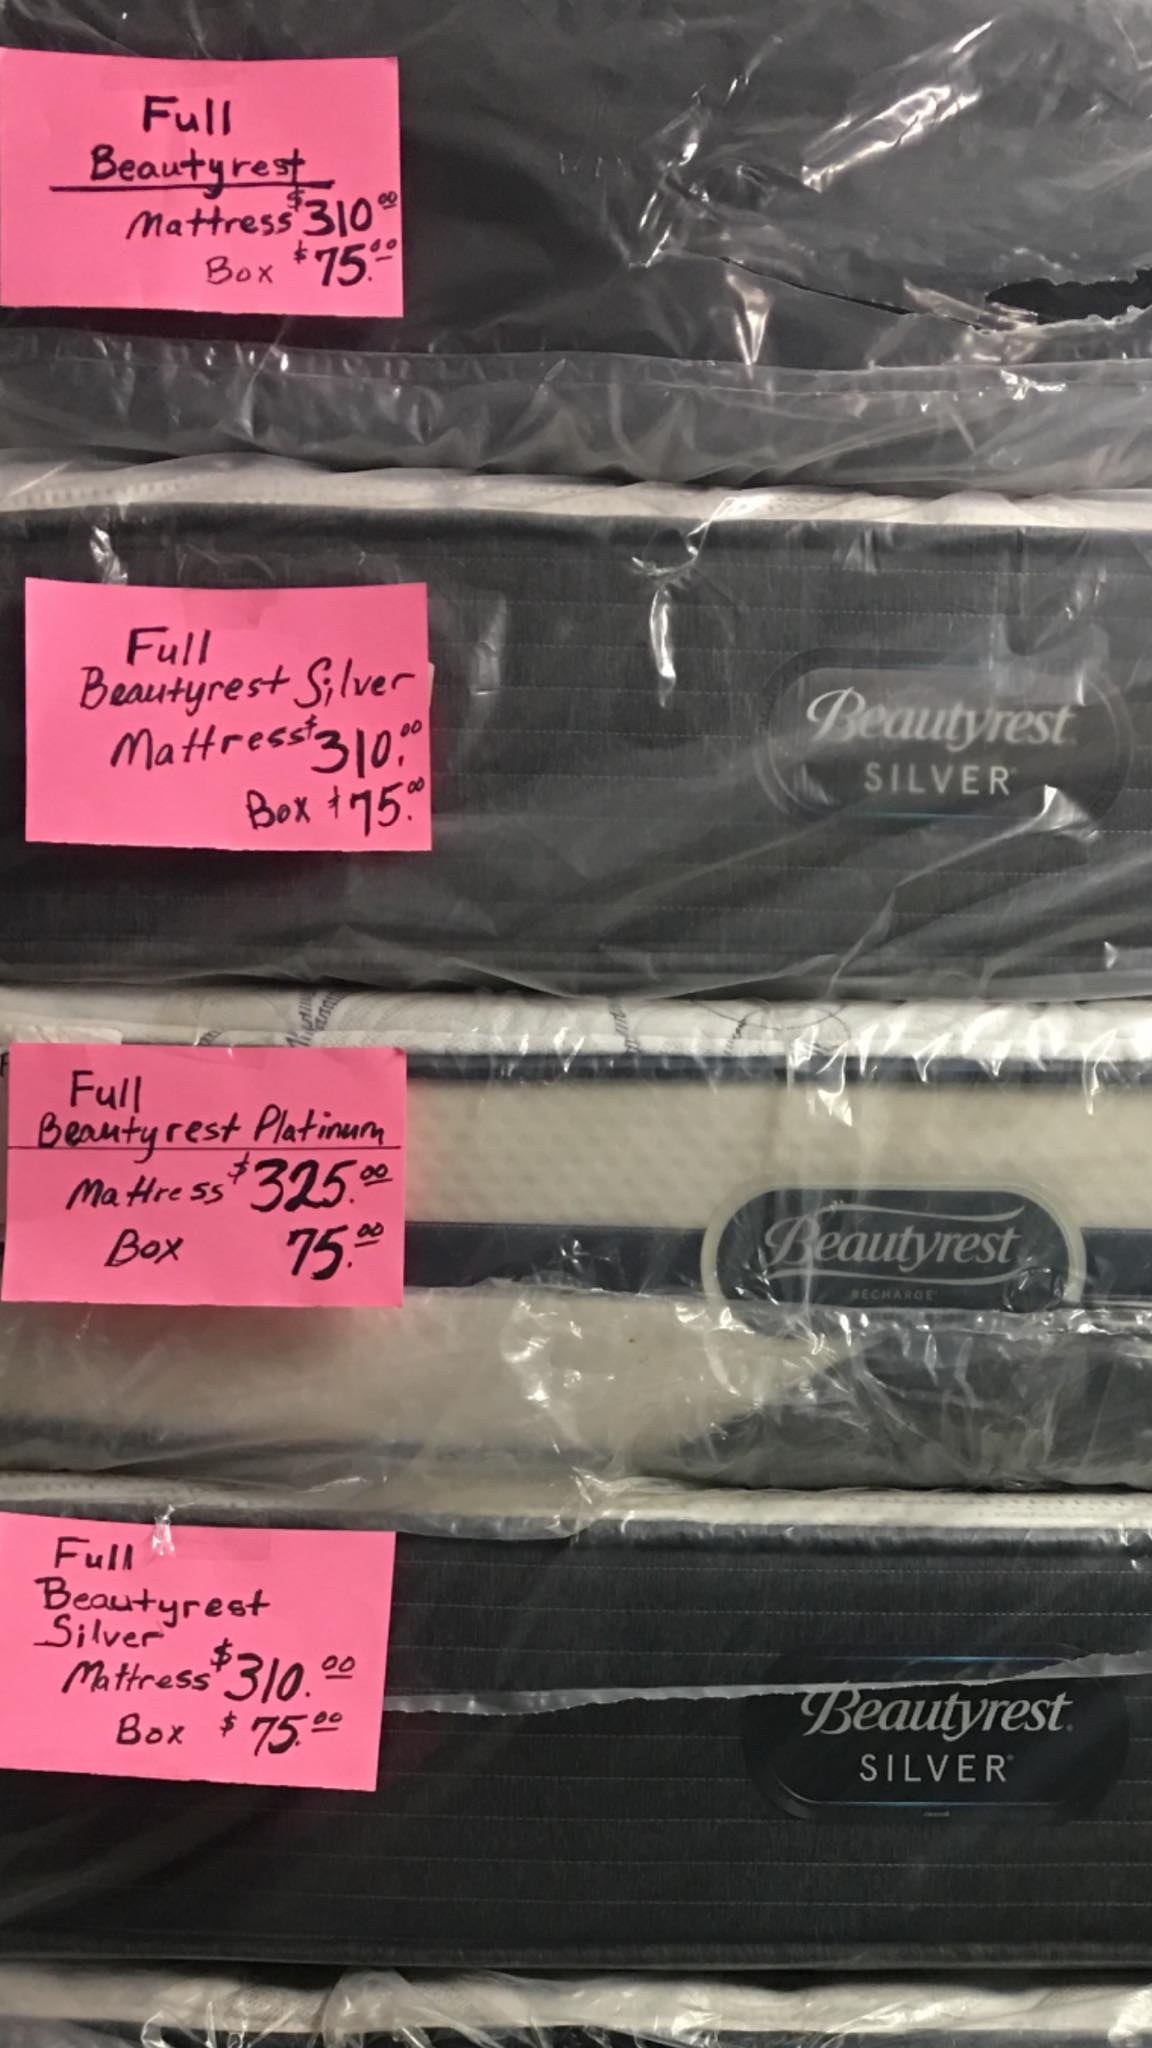 Full
Beautyrest
Mattress $310.00
Box $75.00
Full
Beautyrest Silver
Mattress $310.00
Box $75.00
Beautyrest
SILVER
Full
Beautyrest Platinum
Mattress $325.00
Box 75.00
Beautyrest
RECHARGE
Full
Beautyrest
Silver
Mattress $310.00
Box $75.00
Beautyrest
SILVER